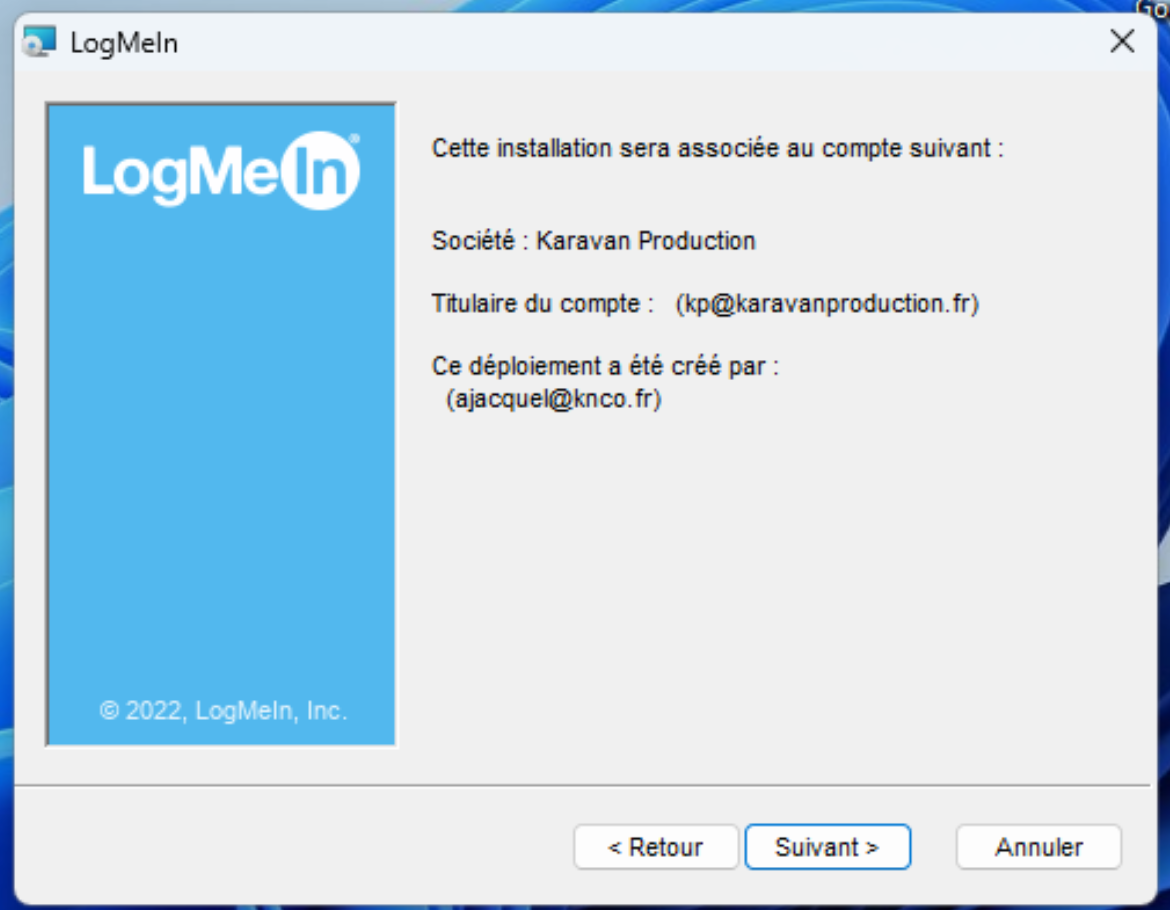 Go
LogMeIn
LogMeIn®
Cette installation sera associée au compte suivant :
Société : Karavan Production
Titulaire du compte : (kp@karavanproduction.fr)
Ce déploiement a été créé par :
(ajacquel@knco.fr)
© 2022, LogMeIn, Inc.
< Retour
Suivant >
Annuler